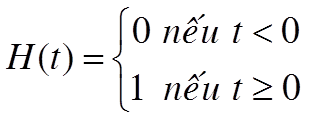 H(t) = { 0 nếu t < 0
1 nếu t ≥ 0